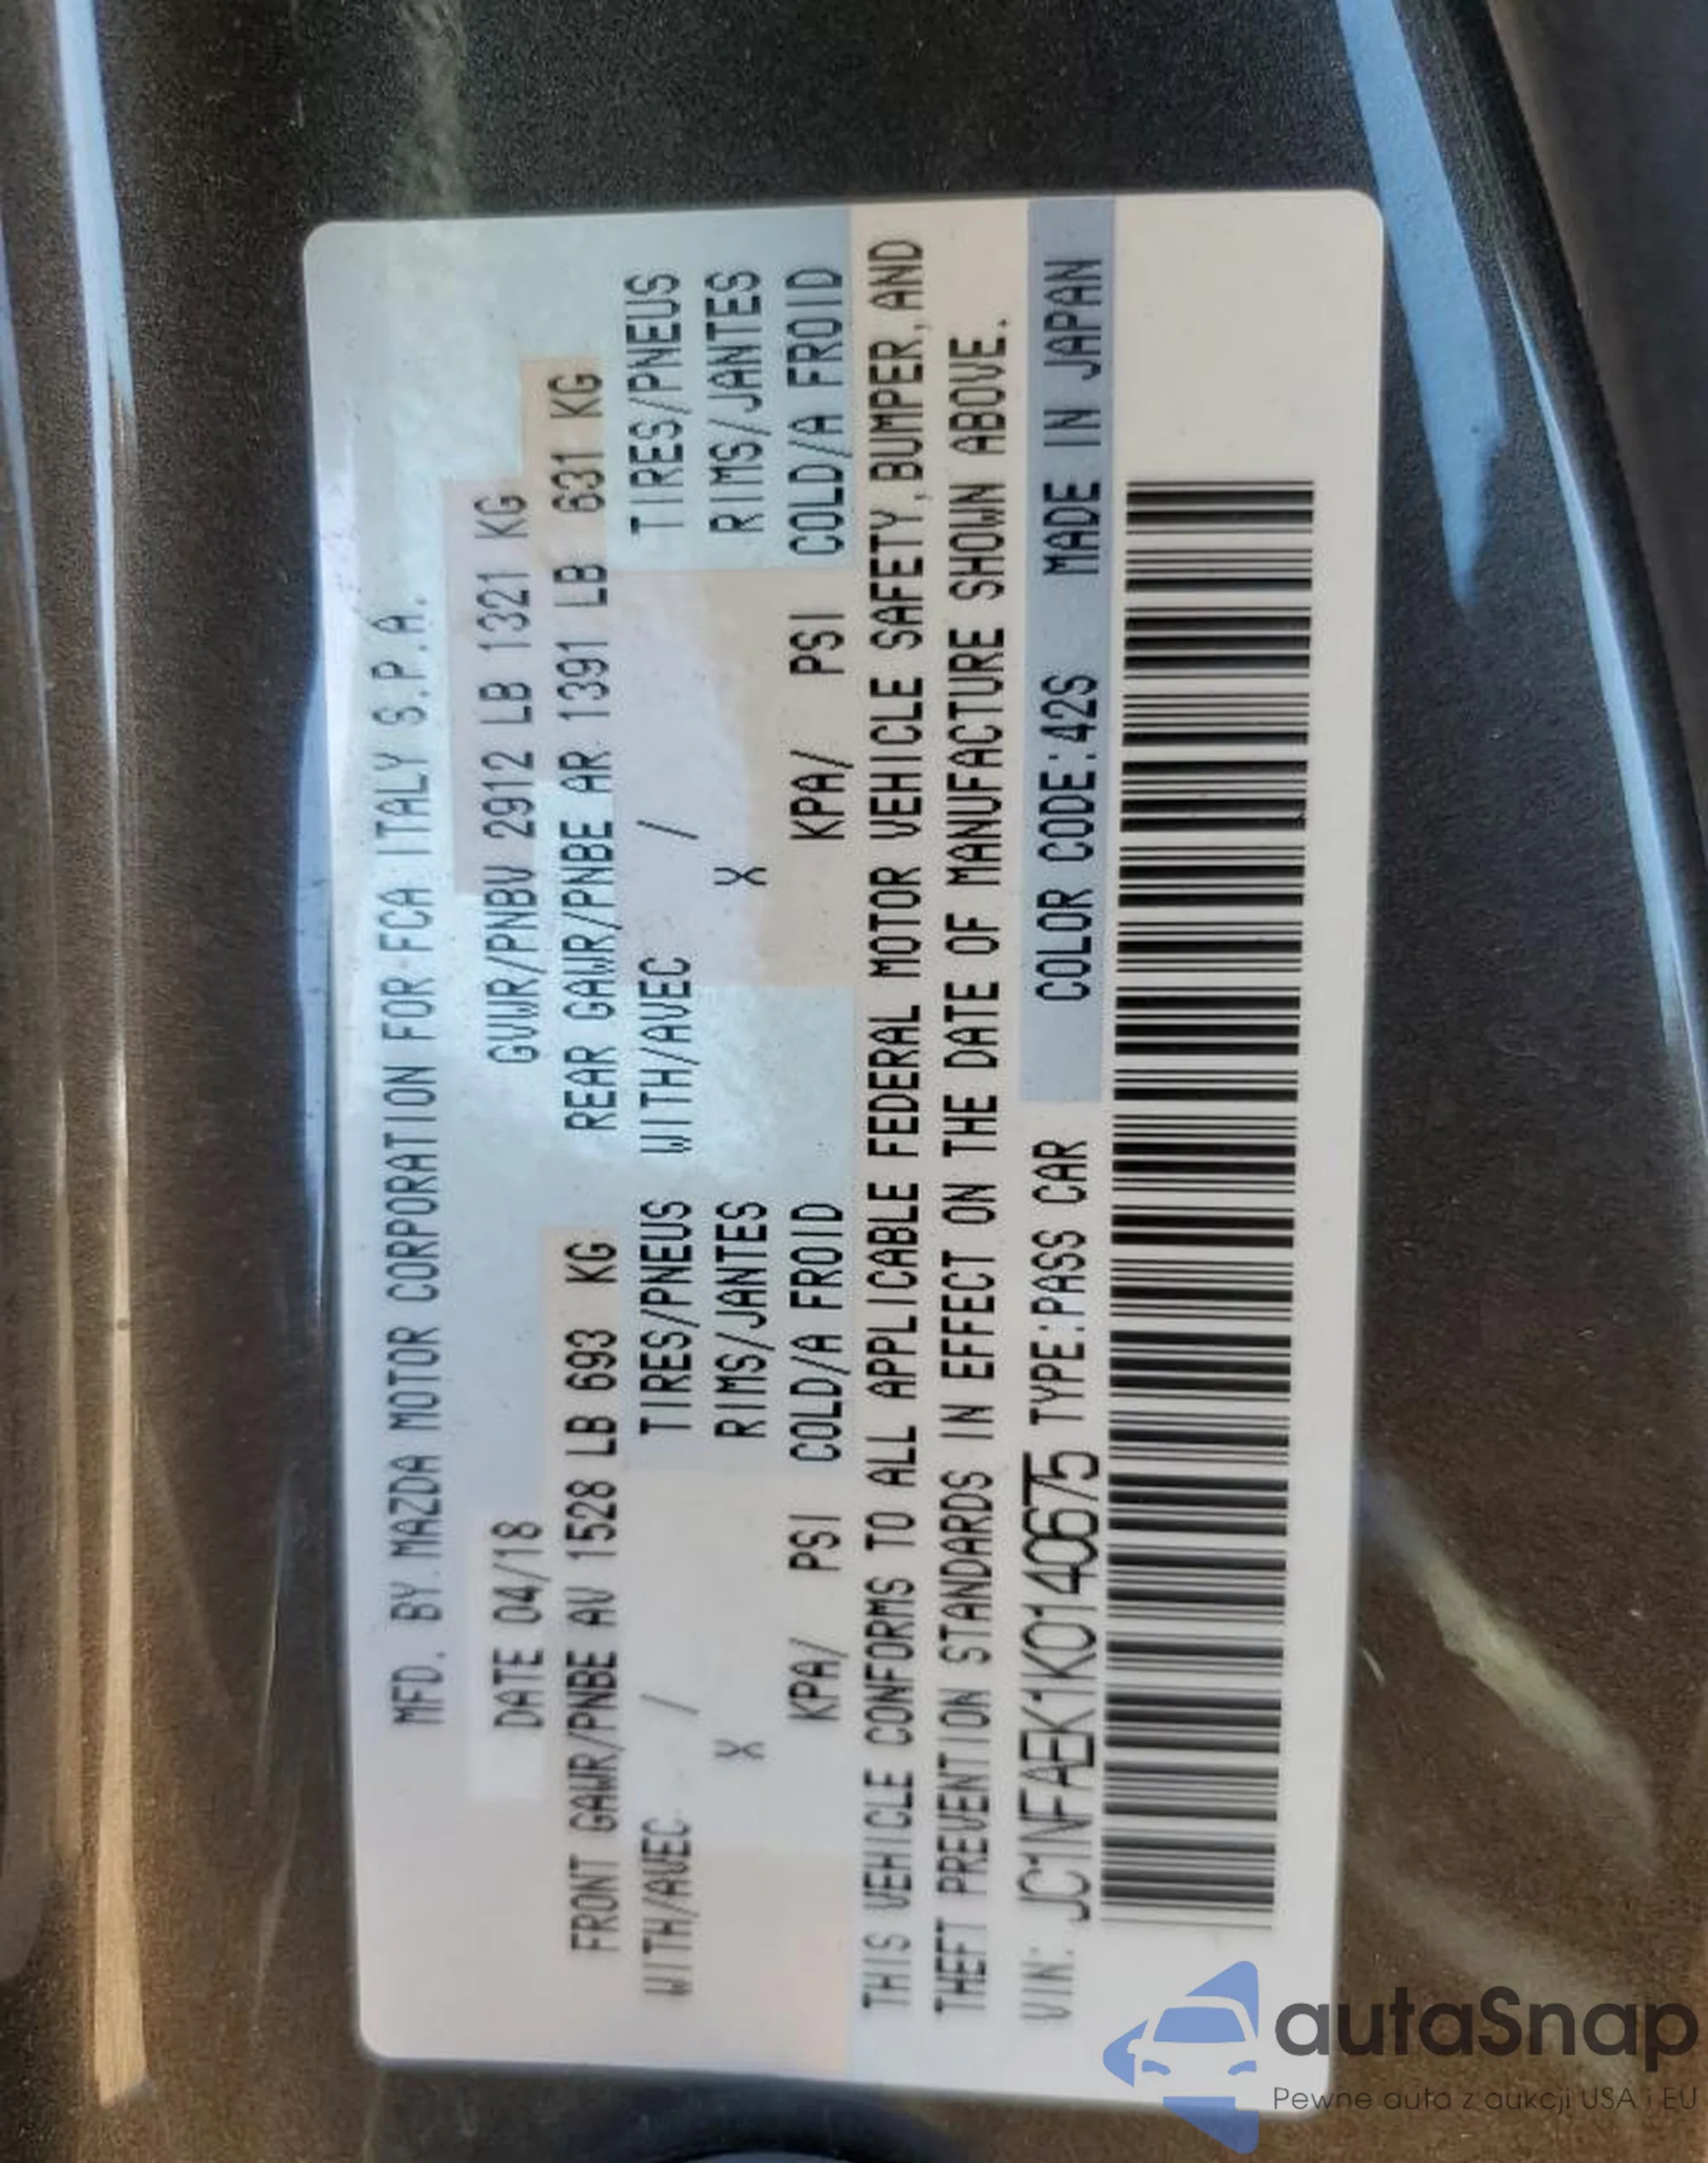 MFD. BY MAZDA MOTOR CORPORATION FOR FCA ITALY S.P.A.
DATE 04/18 GVWR/PNBV 2912 LB 1321 KG
FRONT GAWR/PNBE AV 1528 LB 693 KG REAR GAWR/PNBE AR 1391 LB 631 KG
WITH/AVEC / TIRES/PNEUS WITH/AVEC / TIRES/PNEUS
X RIMS/JANTES X RIMS/JANTES
KPA/ PSI COLD/A FROID KPA/ PSI COLD/A FROID
THIS VEHICLE CONFORMS TO ALL APPLICABLE FEDERAL MOTOR VEHICLE SAFETY,BUMPER,AND
THEFT PREVENTION STANDARDS IN EFFECT ON THE DATE OF MANUFACTURE SHOWN ABOVE.
VIN: JC1NFAEK1K0140675 TYPE:PASS CAR COLOR CODE:42S MADE IN JAPAN
autaSnap
Pewne auta z aukcji USA i EU